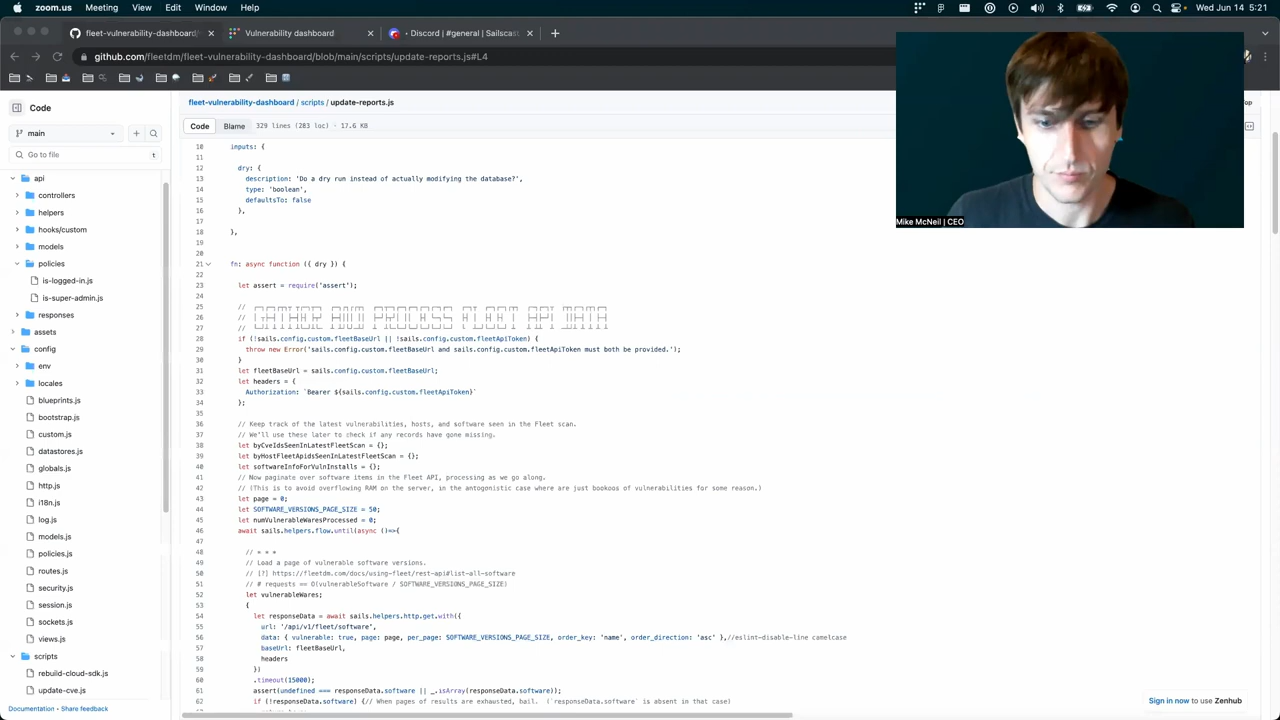 zoom.us Meeting View Edit Window Help
Wed Jun 14 5:21
fleet-vulnerability-dashboard/
Vulnerability dashboard
• Discord | #general | Sailscas
github.com/fleetdm/fleet-vulnerability-dashboard/blob/main/scripts/update-reports.js#L4
Code
fleet-vulnerability-dashboard / scripts / update-reports.js
Top
Code Blame 329 lines (283 loc) · 17.6 KB
main
Go to file t
api
controllers
helpers
hooks/custom
models
policies
is-logged-in.js
is-super-admin.js
responses
assets
config
env
locales
blueprints.js
bootstrap.js
custom.js
datastores.js
globals.js
http.js
i18n.js
log.js
models.js
policies.js
routes.js
security.js
session.js
sockets.js
views.js
scripts
rebuild-cloud-sdk.js
update-cve.js
Documentation • Share feedback
10 inputs: {
11
12 dry: {
13 description: 'Do a dry run instead of actually modifying the database?',
14 type: 'boolean',
15 defaultsTo: false
16 },
17
18 },
19
20
21 fn: async function ({ dry }) {
22
23 let assert = require('assert');
24
25 //
26 //
27 //
28 if (!sails.config.custom.fleetBaseUrl || !sails.config.custom.fleetApiToken) {
29 throw new Error('sails.config.custom.fleetBaseUrl and sails.config.custom.fleetApiToken must both be provided.');
30 }
31 let fleetBaseUrl = sails.config.custom.fleetBaseUrl;
32 let headers = {
33 Authorization: `Bearer ${sails.config.custom.fleetApiToken}`
34 };
35
36 // Keep track of the latest vulnerabilities, hosts, and software seen in the Fleet scan.
37 // We'll use these later to check if any records have gone missing.
38 let byCveIdsSeenInLatestFleetScan = {};
39 let byHostFleetApidsSeenInLatestFleetScan = {};
40 let softwareInfoForVulnInstalls = {};
41 // Now paginate over software items in the Fleet API, processing as we go along.
42 // (This is to avoid overflowing RAM on the server, in the antogonistic case where are just bookoos of vulnerabilities for some reason.)
43 let page = 0;
44 let SOFTWARE_VERSIONS_PAGE_SIZE = 50;
45 let numVulnerableWaresProcessed = 0;
46 await sails.helpers.flow.until(async ()=>{
47
48 // * * *
49 // Load a page of vulnerable software versions.
50 // [?] https://fleetdm.com/docs/using-fleet/rest-api#list-all-software
51 // # requests == O(vulnerableSoftware / SOFTWARE_VERSIONS_PAGE_SIZE)
52 let vulnerableWares;
53 {
54 let responseData = await sails.helpers.http.get.with({
55 url: '/api/v1/fleet/software',
56 data: { vulnerable: true, page: page, per_page: SOFTWARE_VERSIONS_PAGE_SIZE, order_key: 'name', order_direction: 'asc' },//eslint-disable-line camelcase
57 baseUrl: fleetBaseUrl,
58 headers
59 })
60 .timeout(15000);
61 assert(undefined === responseData.software || _.isArray(responseData.software));
62 if (!responseData.software) {// When pages of results are exhausted, bail. (`responseData.software` is absent in that case)
Mike McNeil | CEO
Sign in now to use Zenhub